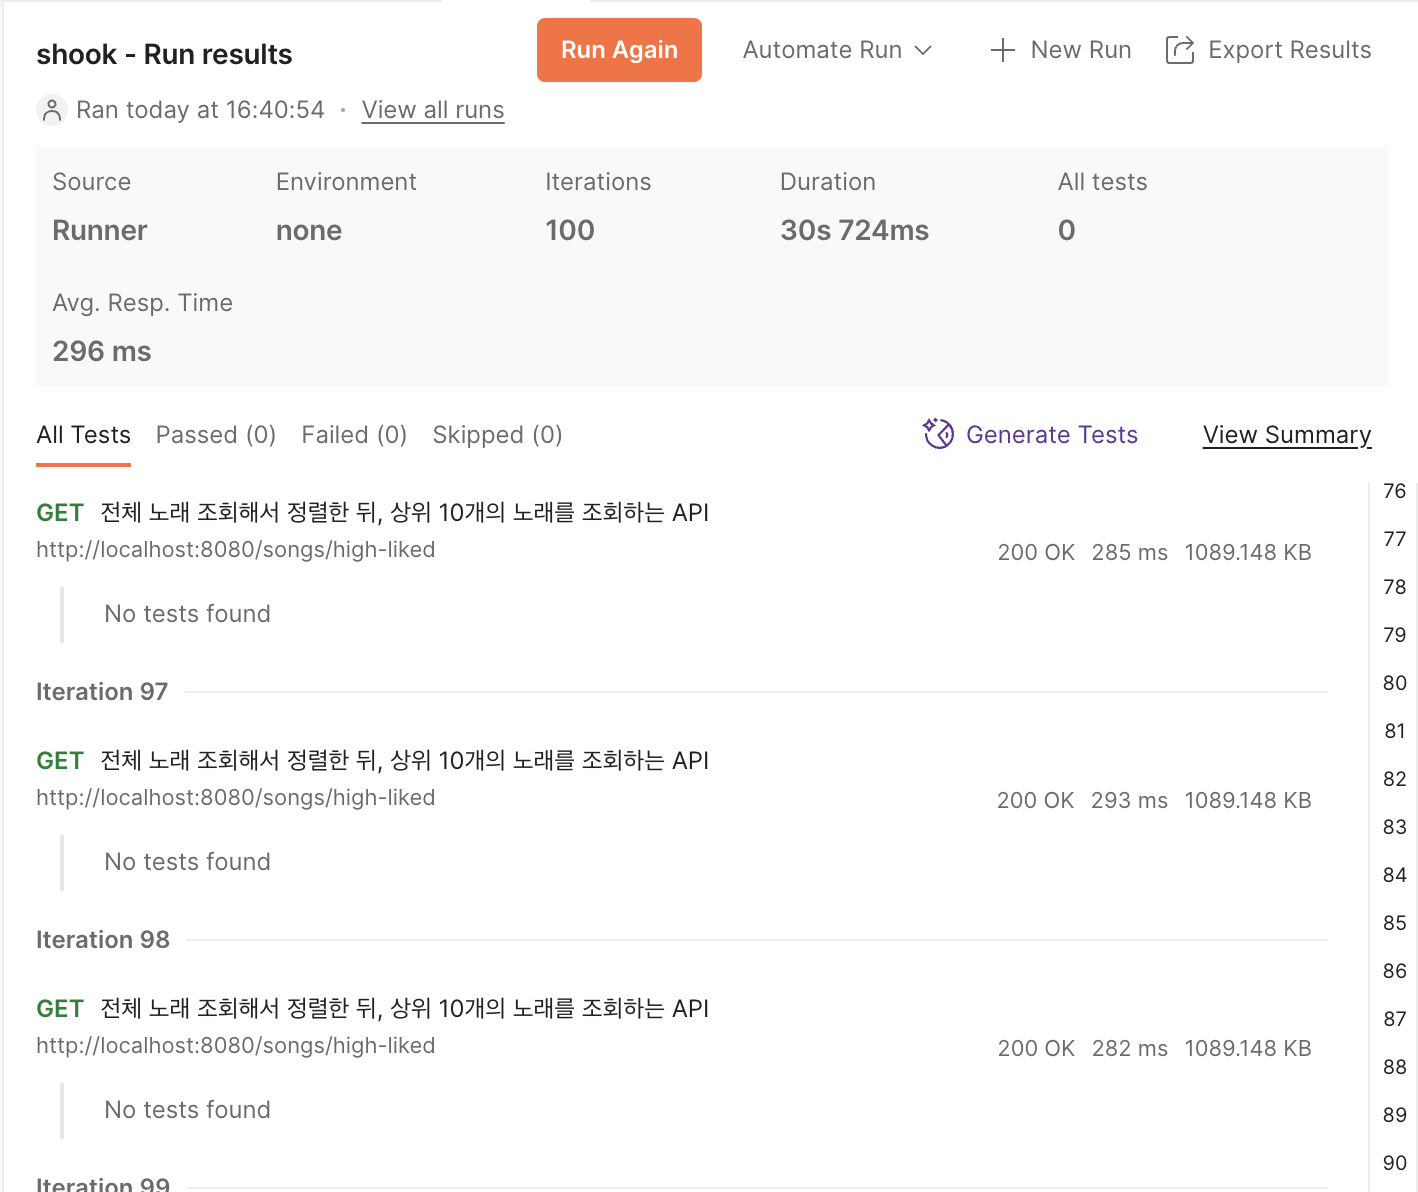 shook - Run results
Run Again
Automate Run
New Run
Export Results
Ran today at 16:40:54 · View all runs
Source
Environment
Iterations
Duration
All tests
Runner
none
100
30s 724ms
0
Avg. Resp. Time
296 ms
All Tests
Passed (0)
Failed (0)
Skipped (0)
Generate Tests
View Summary
GET 전체 노래 조회해서 정렬한 뒤, 상위 10개의 노래를 조회하는 API
http://localhost:8080/songs/high-liked
200 OK 285 ms 1089.148 KB
No tests found
Iteration 97
GET 전체 노래 조회해서 정렬한 뒤, 상위 10개의 노래를 조회하는 API
http://localhost:8080/songs/high-liked
200 OK 293 ms 1089.148 KB
No tests found
Iteration 98
GET 전체 노래 조회해서 정렬한 뒤, 상위 10개의 노래를 조회하는 API
http://localhost:8080/songs/high-liked
200 OK 282 ms 1089.148 KB
No tests found
Iteration 99
76
77
78
79
80
81
82
83
84
85
86
87
88
89
90